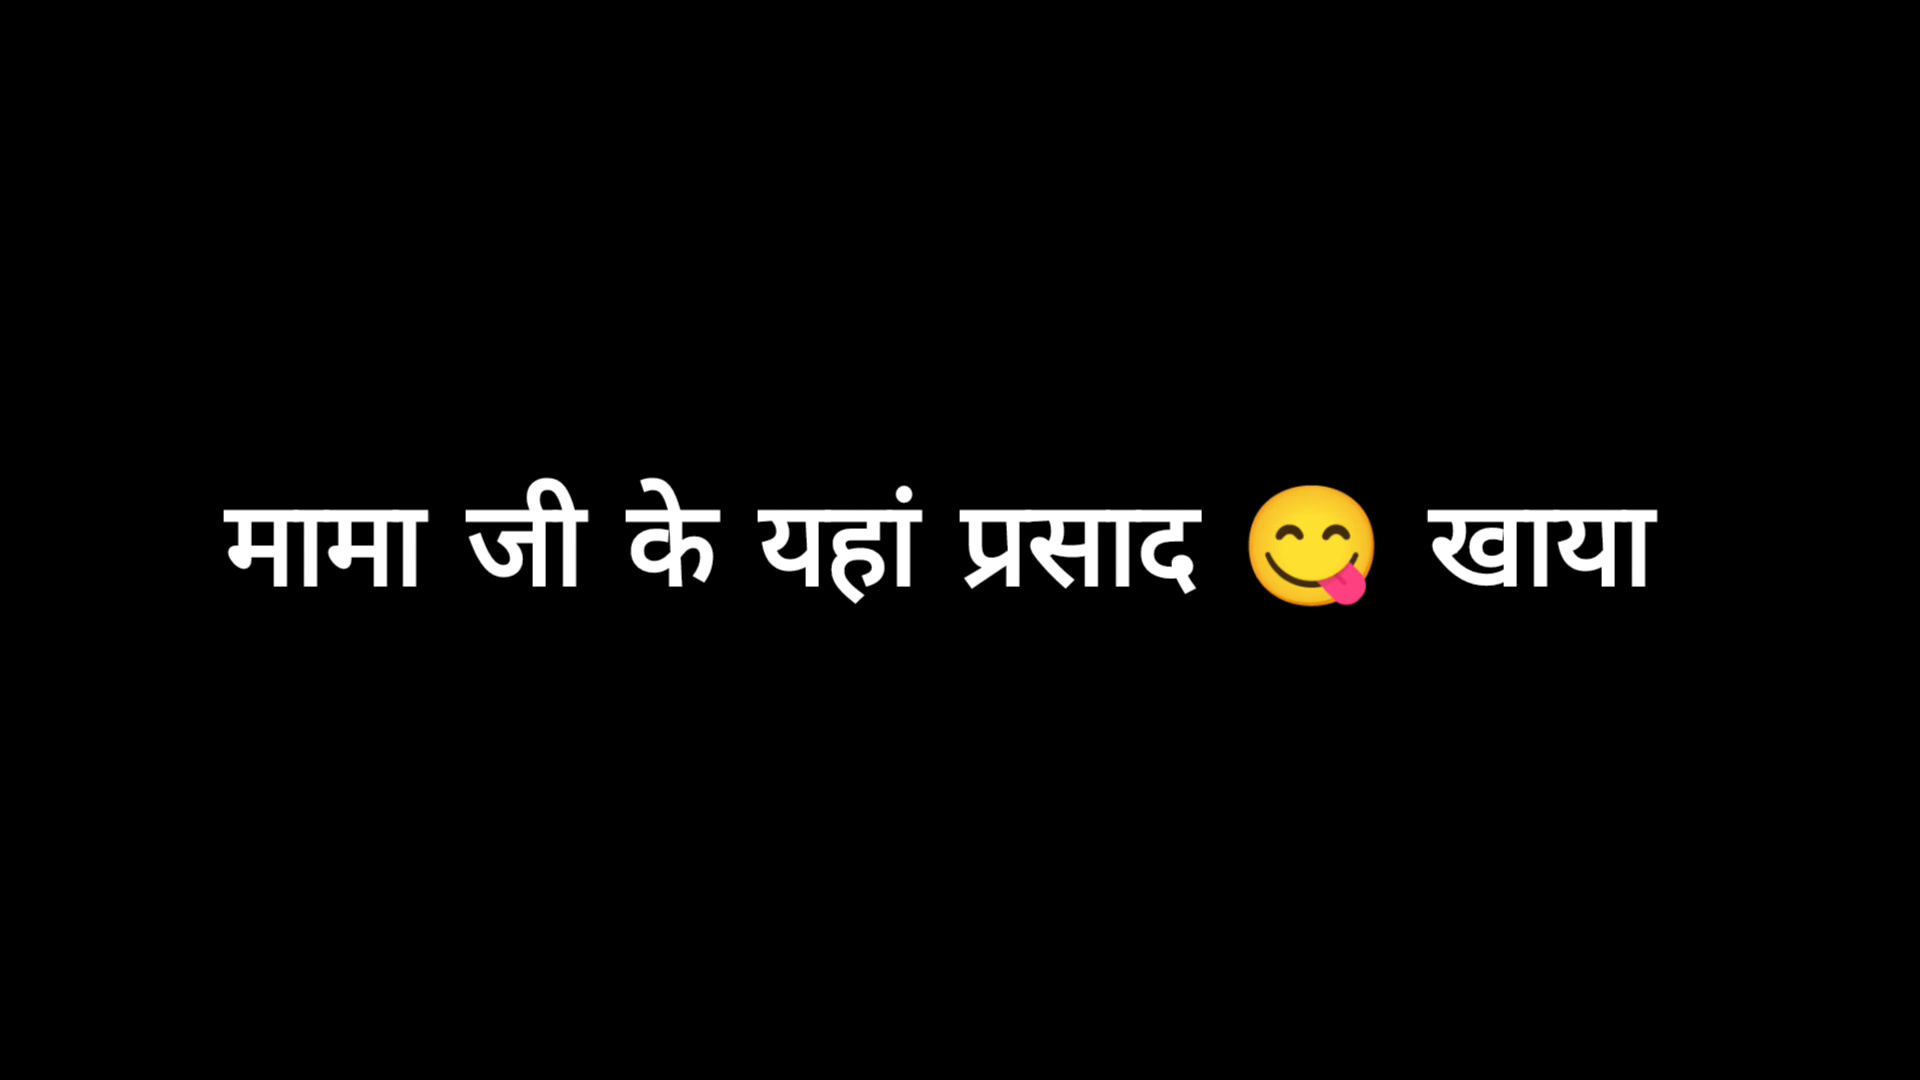 मामा जी के यहां प्रसाद 😋 खाया